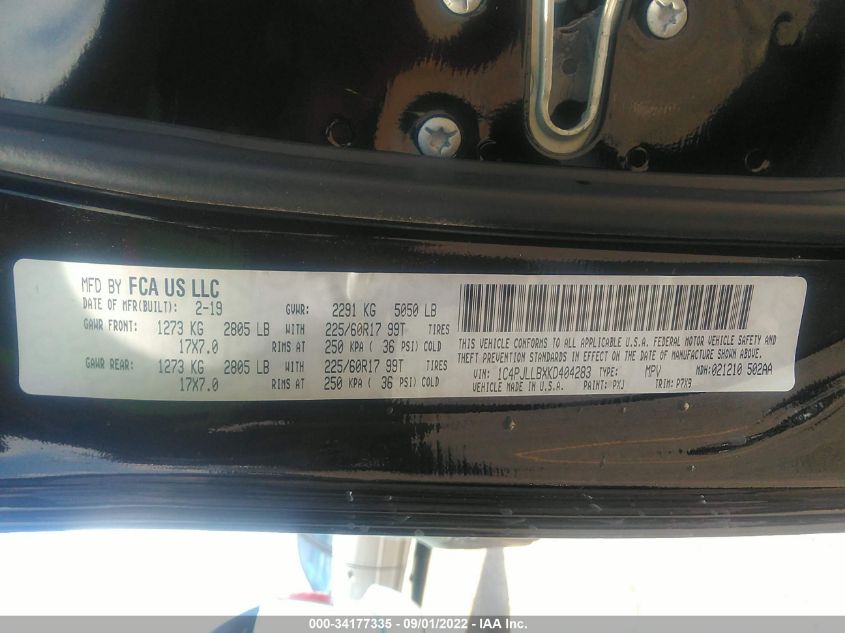 MFD BY FCA US LLC
DATE OF MFR(BUILT): 2-19 GVWR: 2291 KG 5050 LB
GAWR FRONT: 1273 KG 2805 LB WITH 225/60R17 99T TIRES
17X7.0 RIMS AT 250 KPA ( 36 PSI) COLD
GAWR REAR: 1273 KG 2805 LB WITH 225/60R17 99T TIRES
17X7.0 RIMS AT 250 KPA ( 36 PSI) COLD
THIS VEHICLE CONFORMS TO ALL APPLICABLE U.S.A. FEDERAL MOTOR VEHICLE SAFETY AND
THEFT PREVENTION STANDARDS IN EFFECT ON THE DATE OF MANUFACTURE SHOWN ABOVE.
VIN: 1C4PJLLBXKD404283 TYPE: MPV MDH:021210 502AA
VEHICLE MADE IN U.S.A. PAINT: PXJ TRIM: P7X9
000-34177335 - 09/01/2022 - IAA Inc.